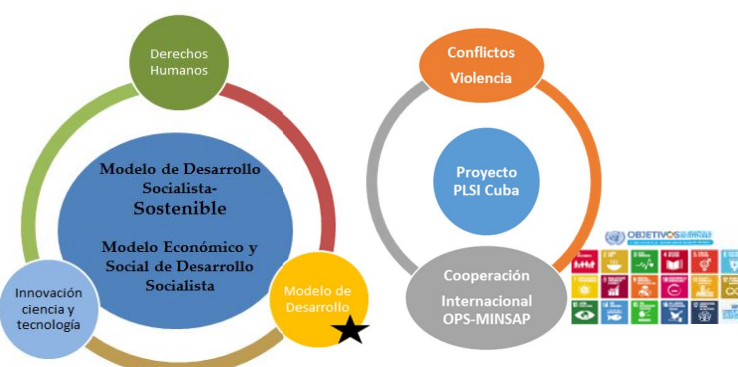 Derechos
Humanos
Modelo de Desarrollo
Socialista-
Sostenible
Modelo Económico y
Social de Desarrollo
Socialista
Innovación
ciencia y
tecnología
Modelo de
Desarrollo
Conflictos
Violencia
Proyecto
PLSI Cuba
Cooperación
Internacional
OPS-MINSAP
OBJETIVOS